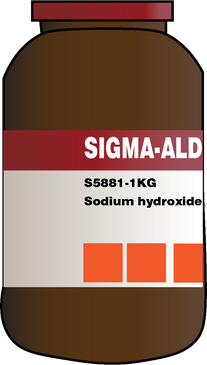 SIGMA-ALD
S5881-1KG
Sodium hydroxide